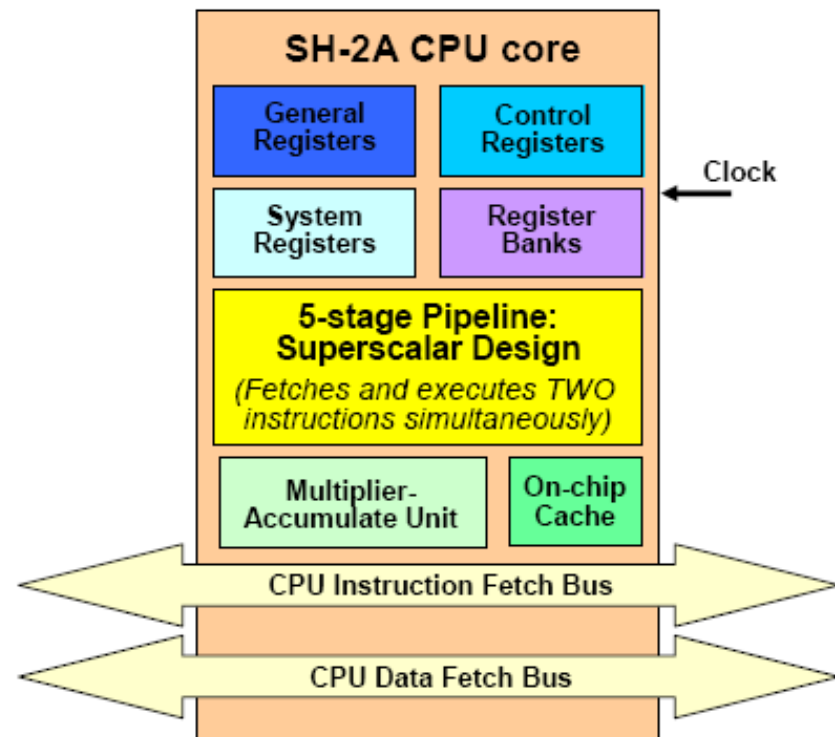 SH-2A CPU core
General
Registers
Control
Registers
Clock
System
Registers
Register
Banks
5-stage Pipeline:
Superscalar Design
(Fetches and executes TWO
instructions simultaneously)
Multiplier-
Accumulate Unit
On-chip
Cache
CPU Instruction Fetch Bus
CPU Data Fetch Bus